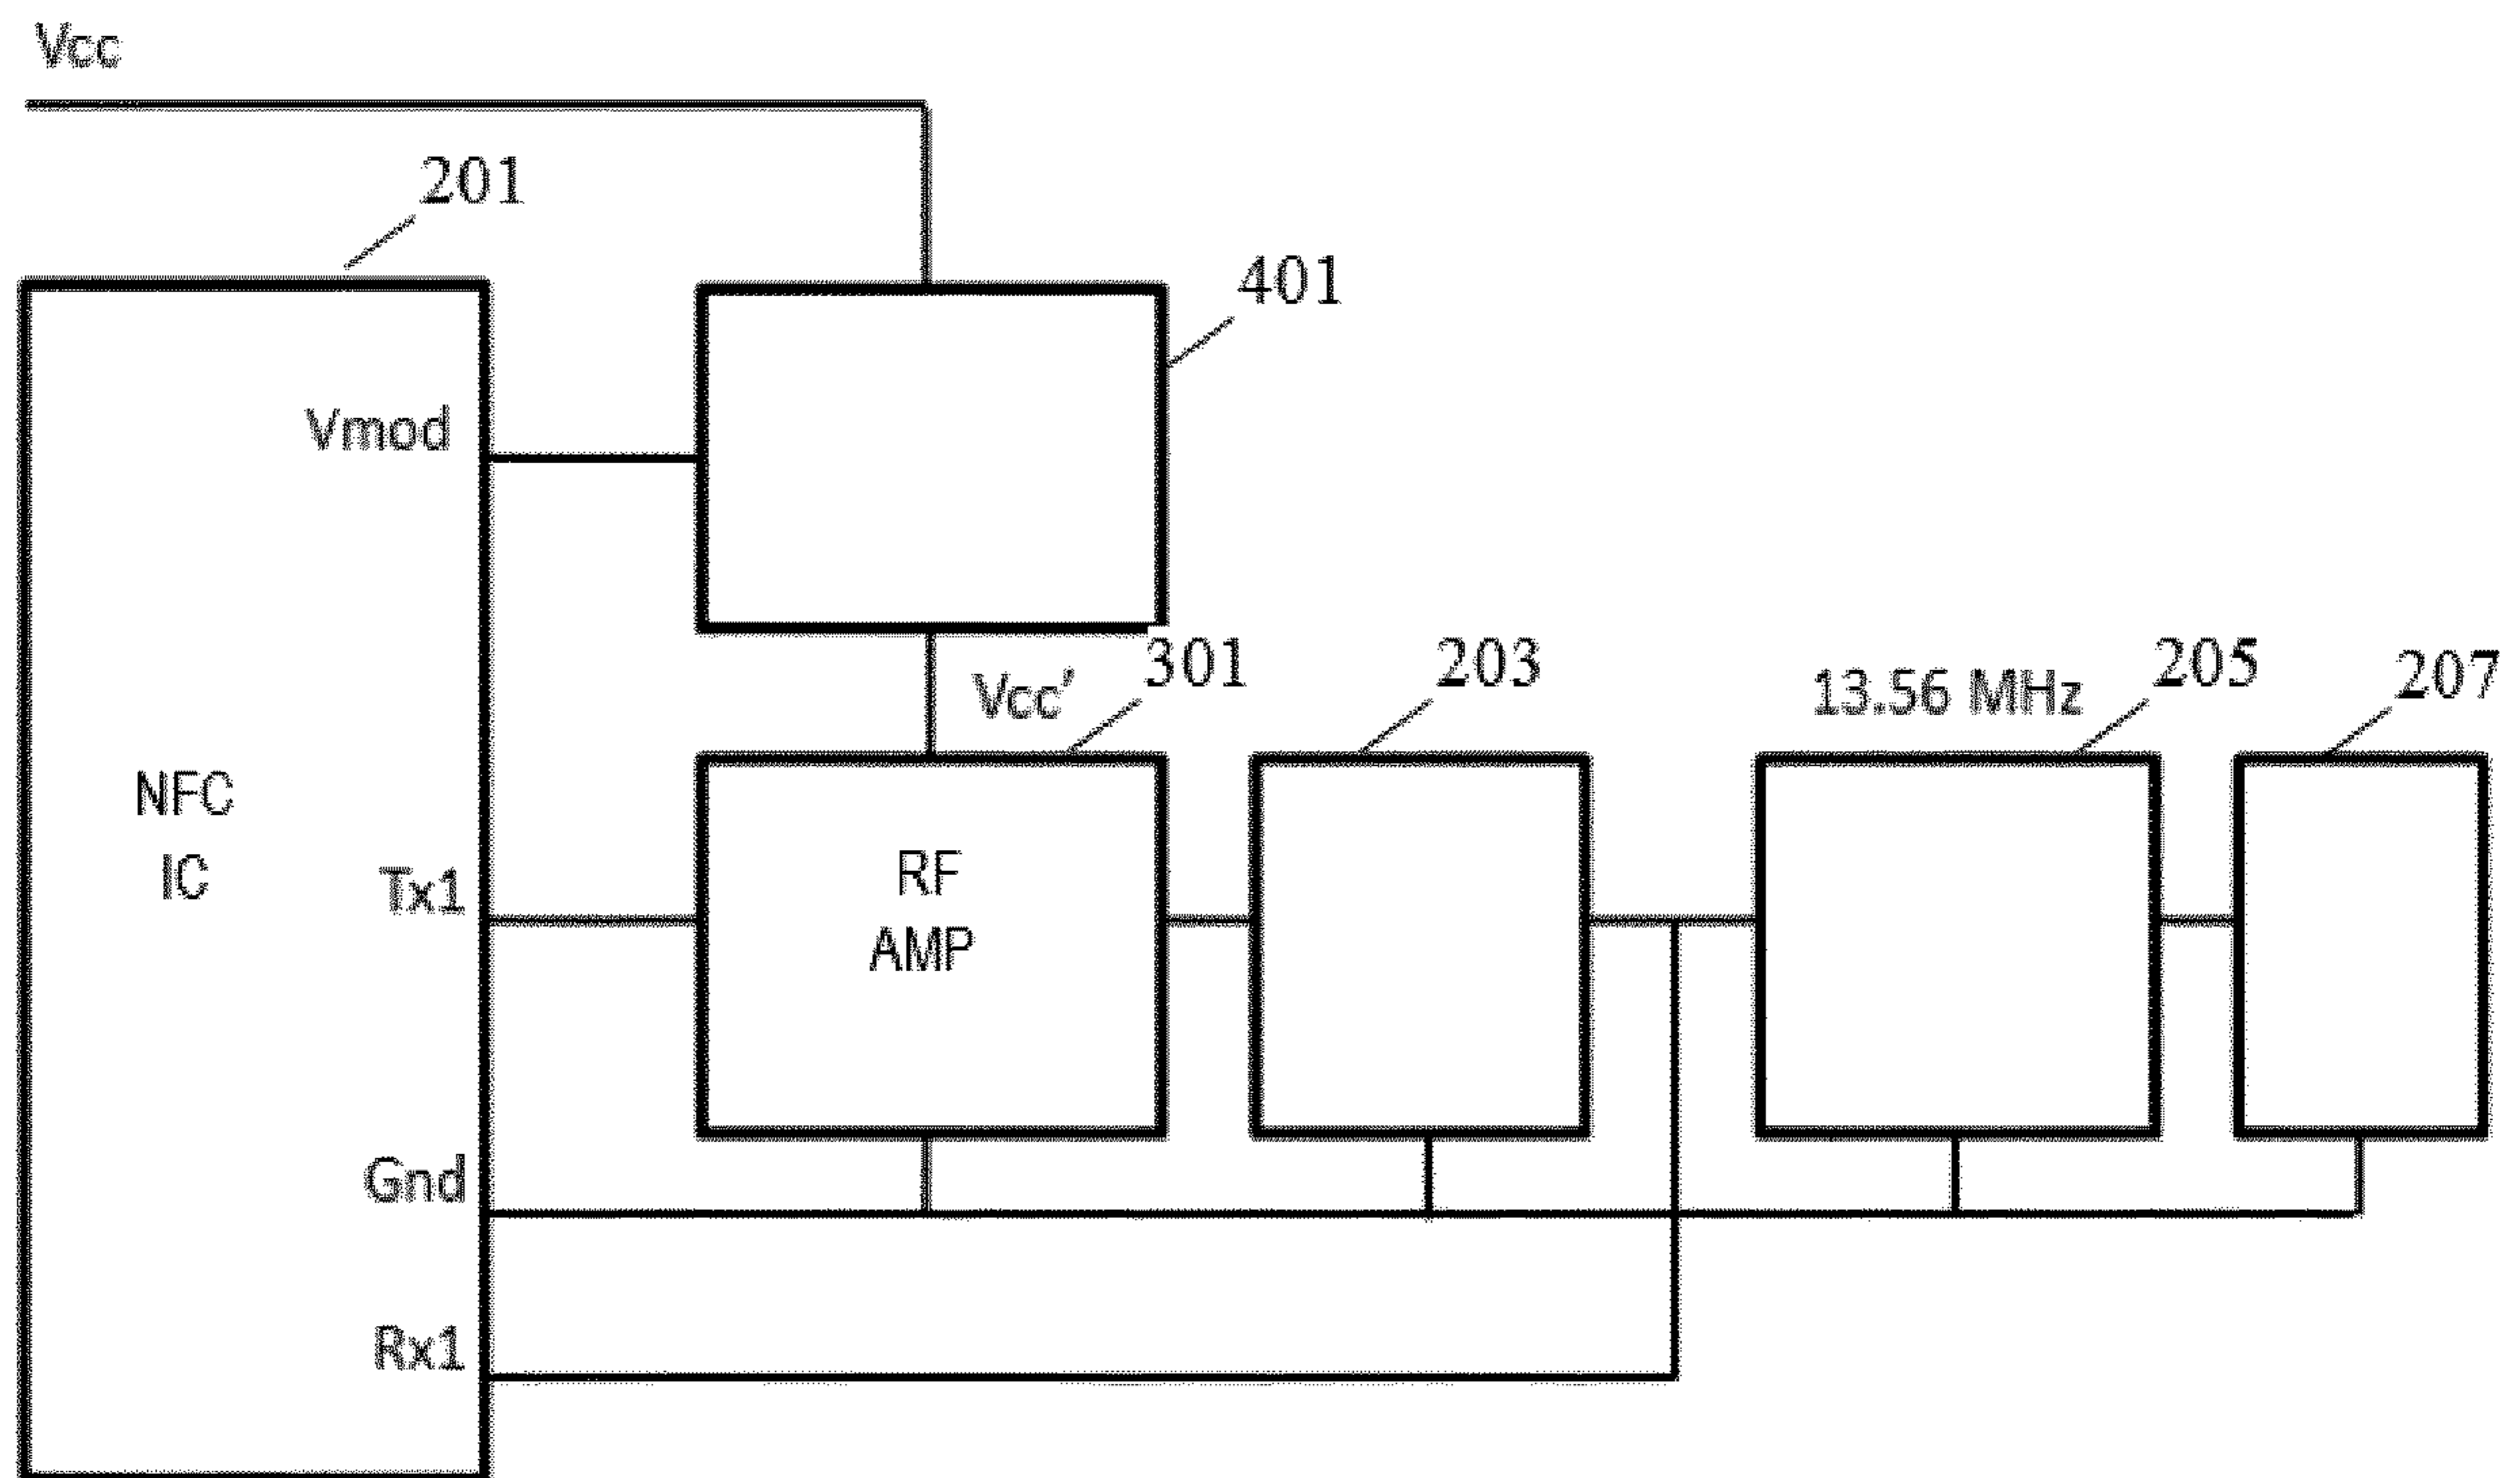 Vcc
201
401
Vmod
301
203
205
207
Vcc'
13.56 MHz
NFC
IC
Tx1
RF
AMP
Gnd
Rx1